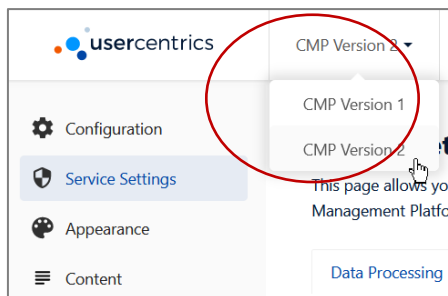 usercentrics
CMP Version 2
CMP Version 1
CMP Version 2
Configuration
Service Settings
This page allows yo
Management Platfo
Appearance
Content
Data Processing